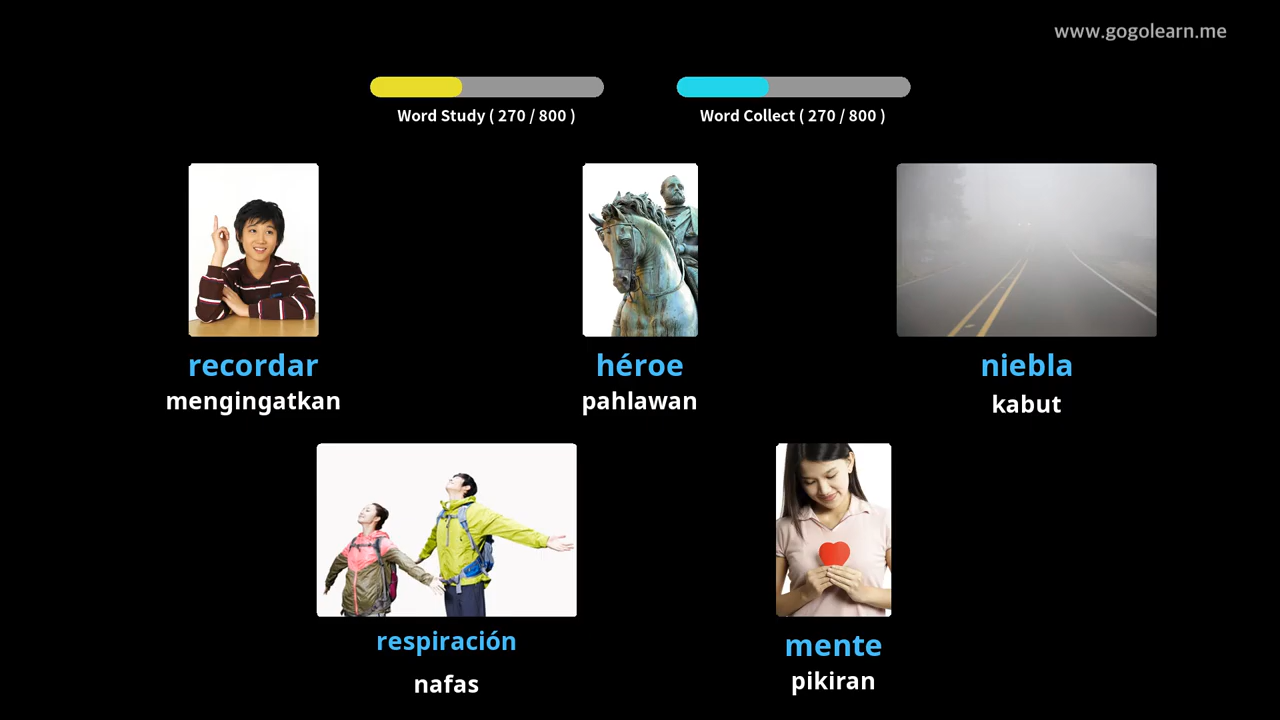 www.gogolearn.me
Word Study ( 270 / 800 )
Word Collect ( 270 / 800 )
recordar
mengingatkan
héroe
pahlawan
niebla
kabut
respiración
nafas
mente
pikiran